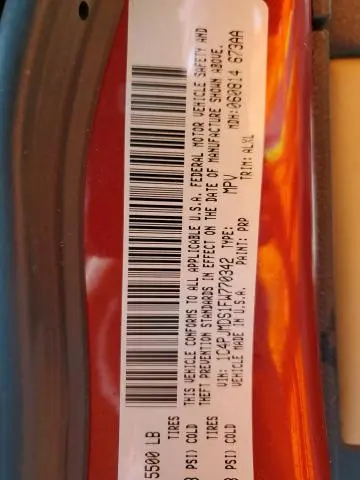 5500 LB
TIRES
PSI) COLD
THIS VEHICLE CONFORMS TO ALL APPLICABLE U.S.A. FEDERAL MOTOR VEHICLE SAFETY AND
THEFT PREVENTION STANDARDS IN EFFECT ON THE DATE OF MANUFACTURE SHOWN ABOVE.
TIRES
PSI) COLD
VIN: 1C4PJMDS1FW770342 TYPE: MPV MDH:060814 673AA
VEHICLE MADE IN U.S.A. PAINT: PRP TRIM: ALXL